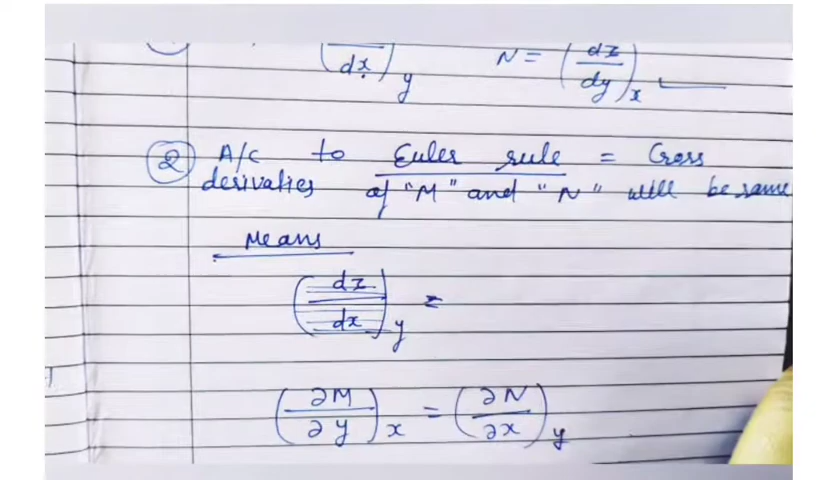 (dx)y N = (dz/dy)x
② A/C to Euler rule = Cross
derivaties of "M" and "N" will be same
Means
(dz/dx)y =
(∂M/∂y)x = (∂N/∂x)y